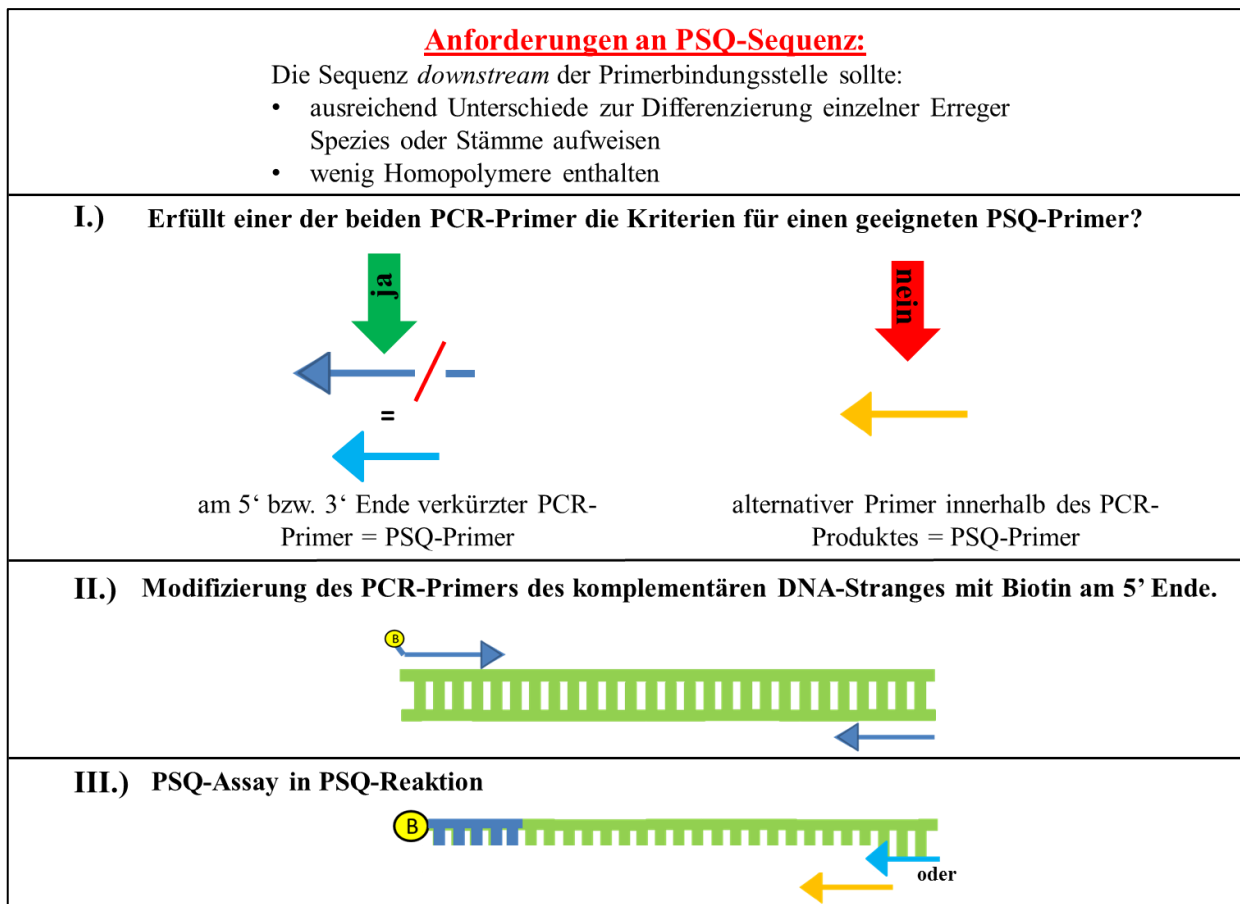 Anforderungen an PSQ-Sequenz:
Die Sequenz downstream der Primerbindungsstelle sollte:
• ausreichend Unterschiede zur Differenzierung einzelner Erreger
Spezies oder Stämme aufweisen
• wenig Homopolymere enthalten
I.) Erfüllt einer der beiden PCR-Primer die Kriterien für einen geeigneten PSQ-Primer?
ja
nein
=
am 5‘ bzw. 3‘ Ende verkürzter PCR-
Primer = PSQ-Primer
alternativer Primer innerhalb des PCR-
Produktes = PSQ-Primer
II.) Modifizierung des PCR-Primers des komplementären DNA-Stranges mit Biotin am 5’ Ende.
B
III.) PSQ-Assay in PSQ-Reaktion
B
oder